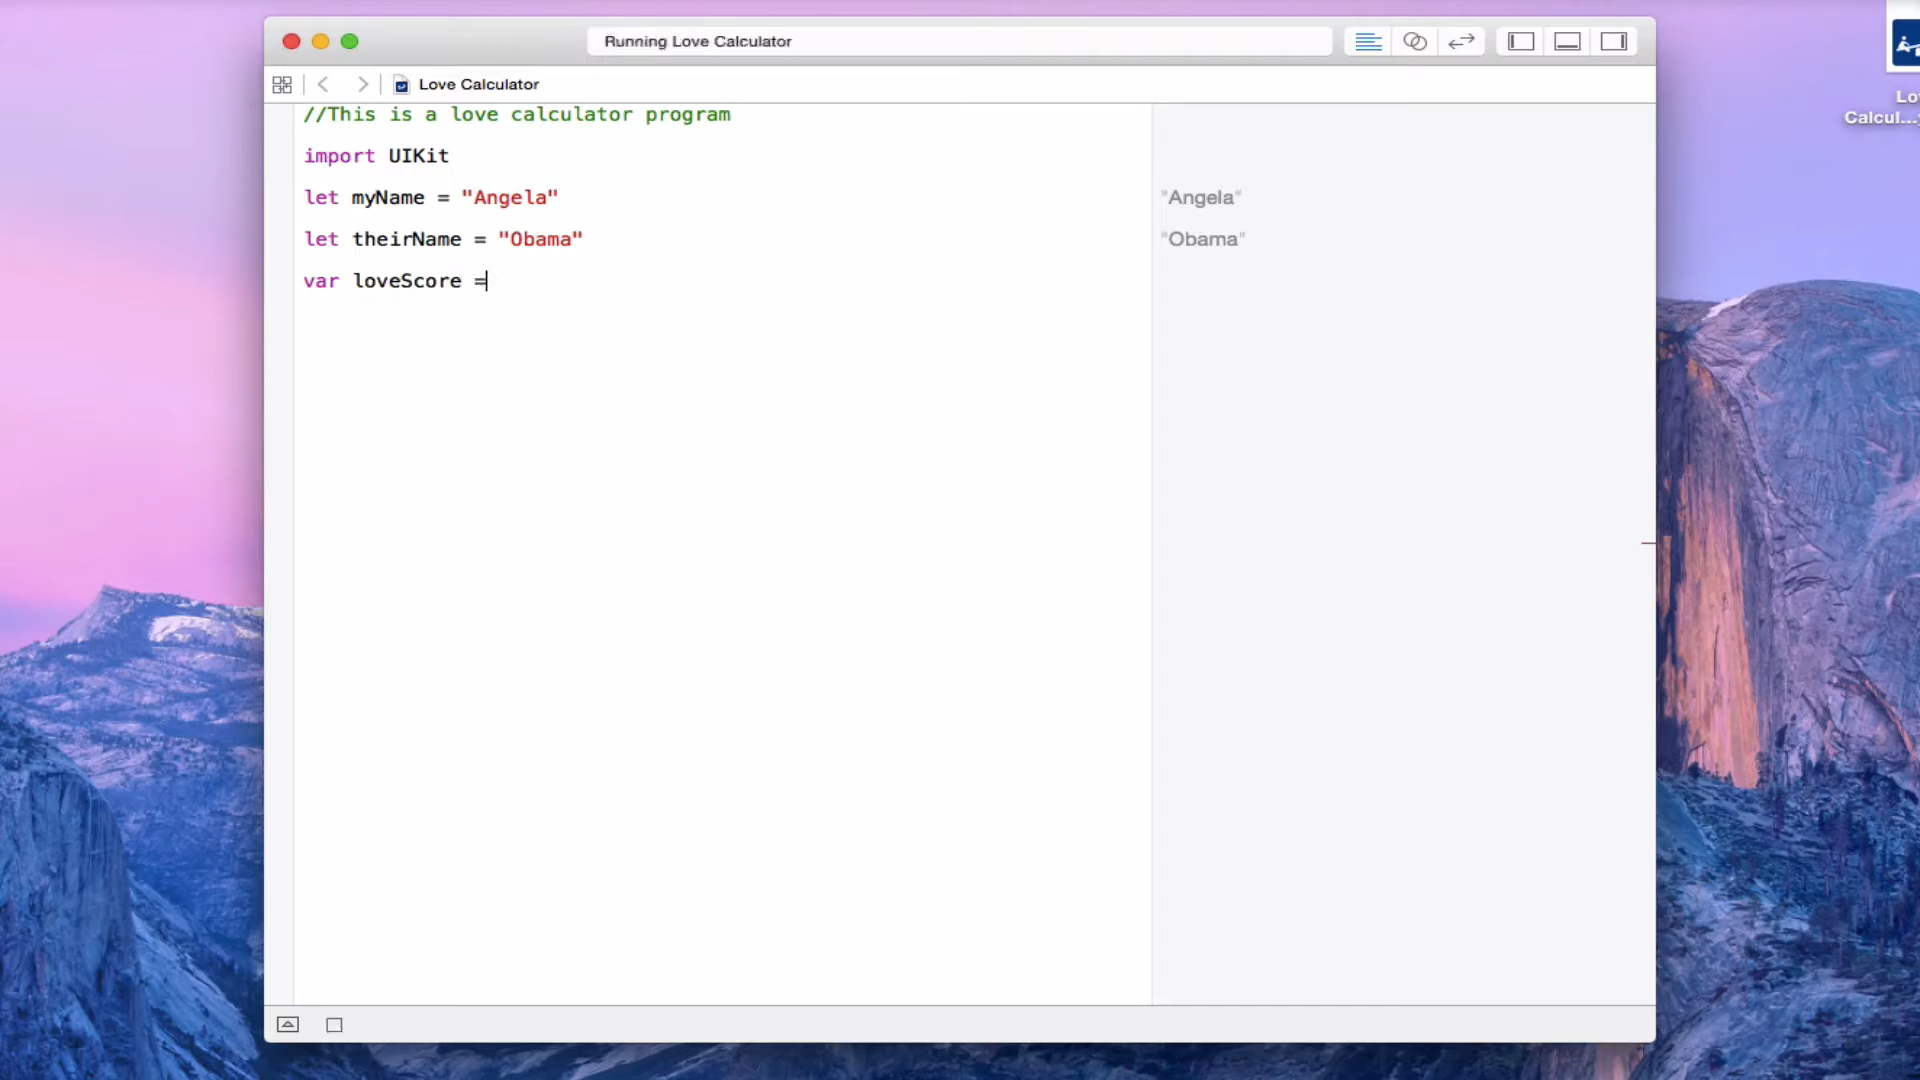 Running Love Calculator
Love Calculator
//This is a love calculator program
import UIKit
let myName = "Angela"
"Angela"
let theirName = "Obama"
"Obama"
var loveScore =
Lo
Calcul...